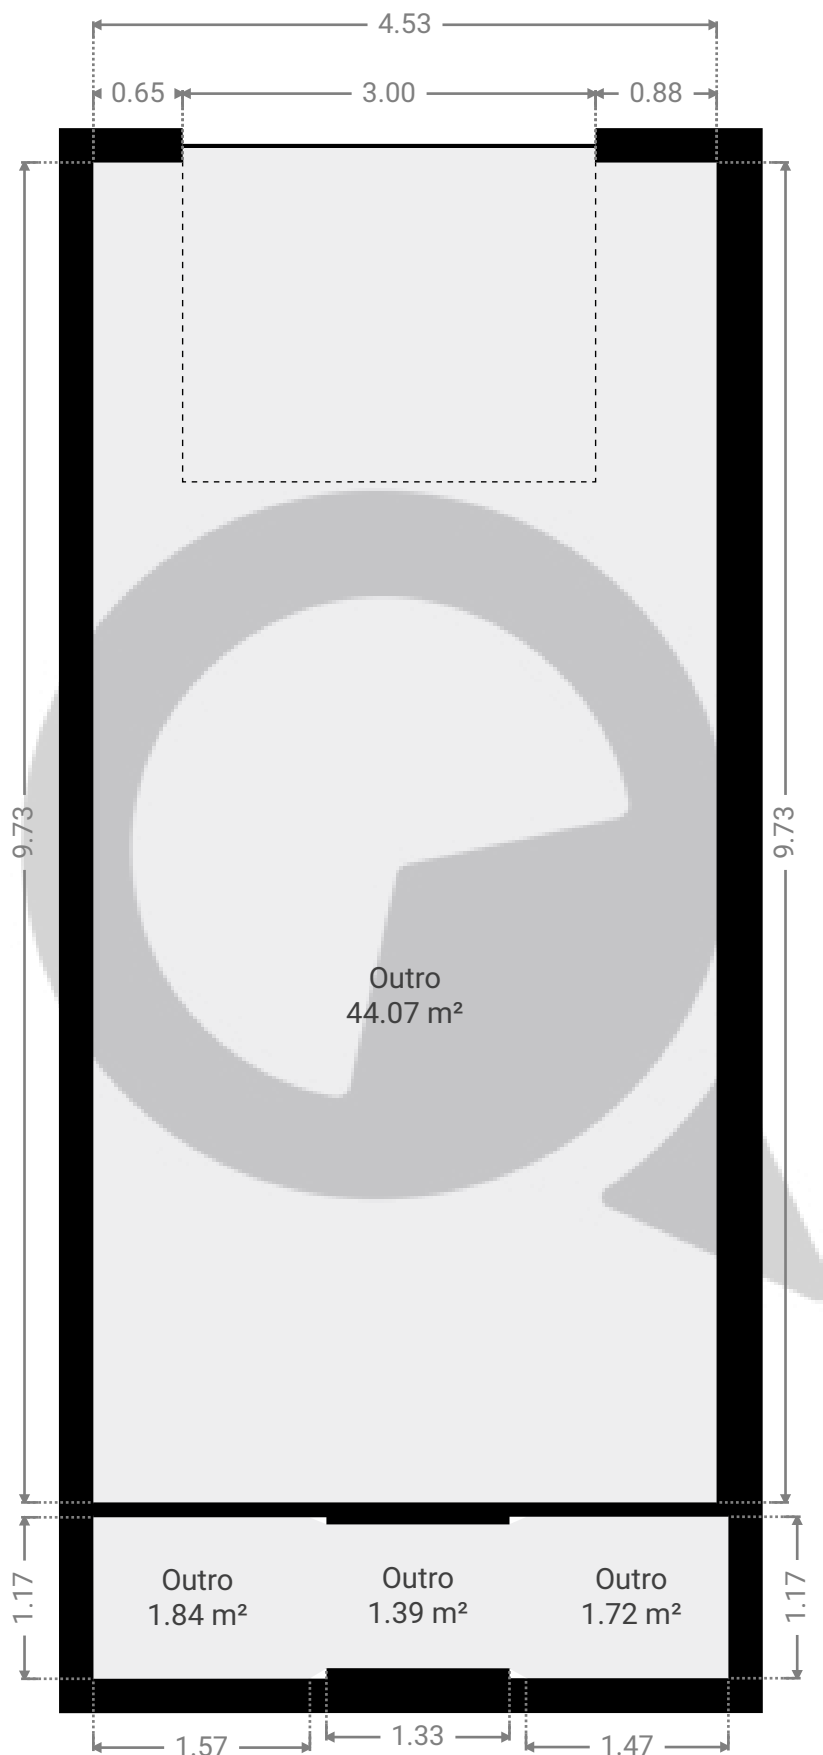 4.53
0.65 3.00 0.88
9.73
9.73
Outro
44.07 m²
1.17
Outro
1.84 m²
Outro
1.39 m²
Outro
1.72 m²
1.17
1.57
1.33
1.47